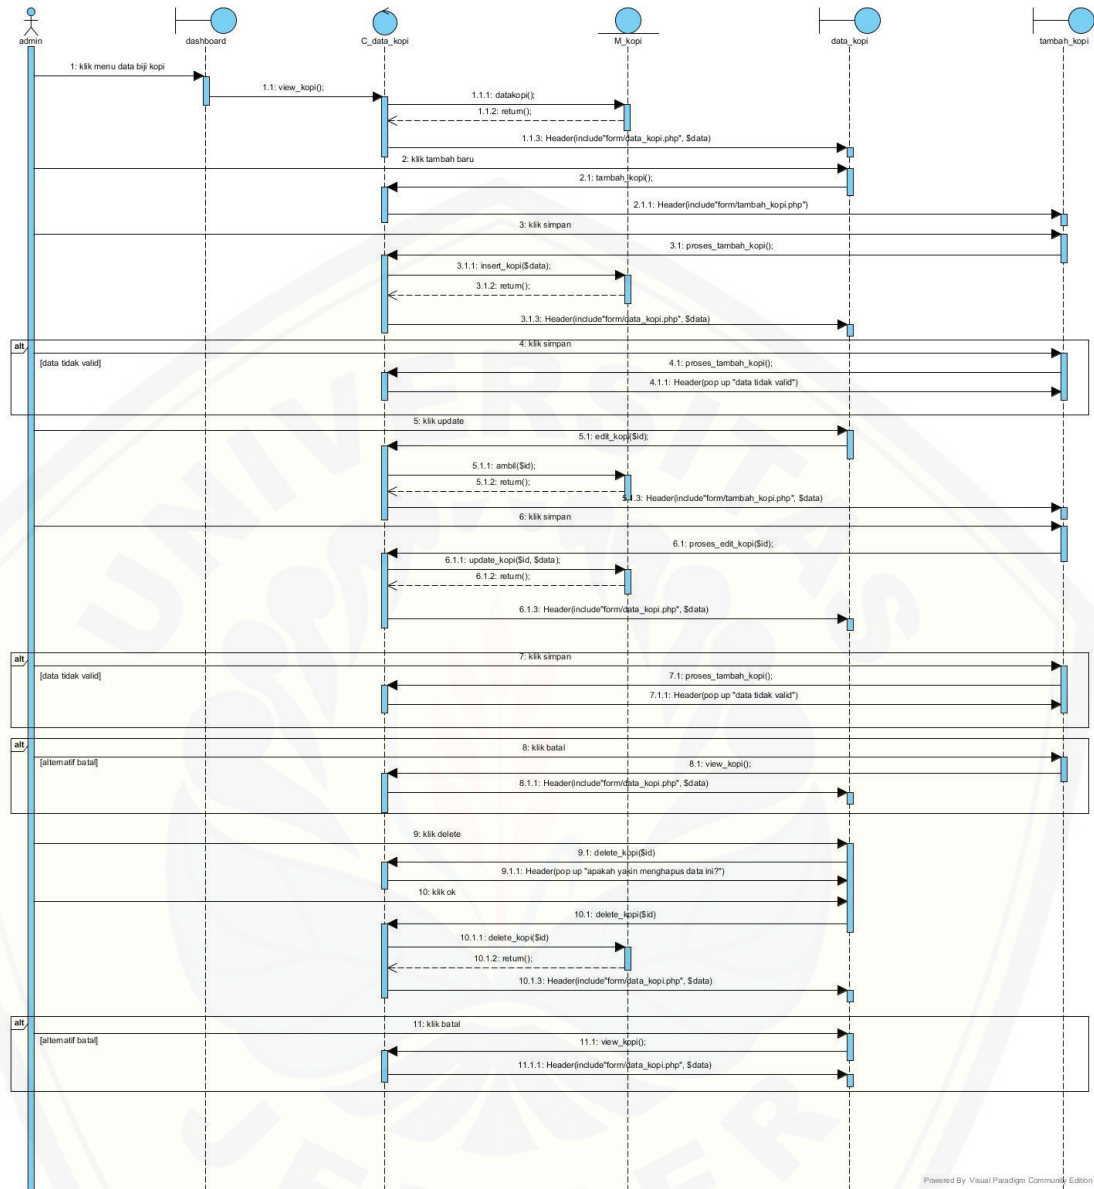 admin
dashboard
C_data_kopi
M_kopi
data_kopi
tambah_kopi
1: klik menu data biji kopi
1.1: view_kopi();
1.1.1: datakopi();
1.1.2: return();
1.1.3: Header(include"form/data_kopi.php", $data)
2: klik tambah baru
2.1: tambah_kopi();
2.1.1: Header(include"form/tambah_kopi.php")
3: klik simpan
3.1: proses_tambah_kopi();
3.1.1: insert_kopi($data);
3.1.2: return();
3.1.3: Header(include"form/data_kopi.php", $data)
alt
4: klik simpan
[data tidak valid]
4.1: proses_tambah_kopi();
4.1.1: Header(pop up "data tidak valid")
5: klik update
5.1: edit_kopi($id);
5.1.1: ambil($id);
5.1.2: return();
5.1.3: Header(include"form/tambah_kopi.php", $data)
6: klik simpan
6.1: proses_edit_kopi($id);
6.1.1: update_kopi($id, $data);
6.1.2: return();
6.1.3: Header(include"form/data_kopi.php", $data)
alt
7: klik simpan
[data tidak valid]
7.1: proses_tambah_kopi();
7.1.1: Header(pop up "data tidak valid")
alt
8: klik batal
[alternatif batal]
8.1: view_kopi();
8.1.1: Header(include"form/data_kopi.php", $data)
9: klik delete
9.1: delete_kopi($id)
9.1.1: Header(pop up "apakah yakin menghapus data ini?")
10: klik ok
10.1: delete_kopi($id)
10.1.1: delete_kopi($id)
10.1.2: return();
10.1.3: Header(include"form/data_kopi.php", $data)
alt
11: klik batal
[alternatif batal]
11.1: view_kopi();
11.1.1: Header(include"form/data_kopi.php", $data)
UNIVERSITAS
JEMBER
Powered By Visual Paradigm Community Edition